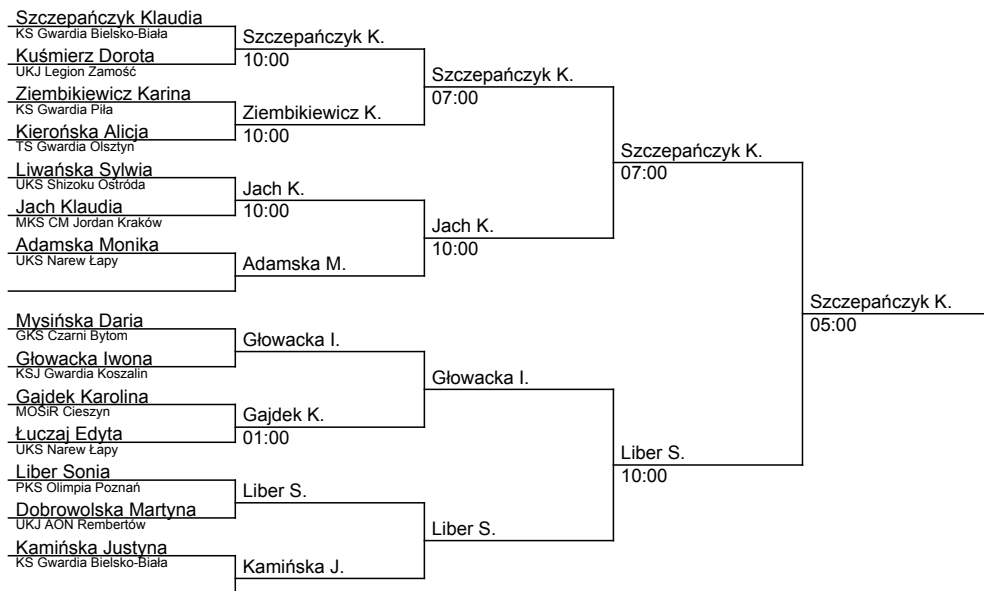 Szczepańczyk Klaudia
KS Gwardia Bielsko-Biała
Kuśmierz Dorota
UKJ Legion Zamość
Ziembikiewicz Karina
KS Gwardia Piła
Kierońska Alicja
TS Gwardia Olsztyn
Liwańska Sylwia
UKS Shizoku Ostróda
Jach Klaudia
MKS CM Jordan Kraków
Adamska Monika
UKS Narew Łapy
Mysińska Daria
GKS Czarni Bytom
Głowacka Iwona
KSJ Gwardia Koszalin
Gajdek Karolina
MOSiR Cieszyn
Łuczaj Edyta
UKS Narew Łapy
Liber Sonia
PKS Olimpia Poznań
Dobrowolska Martyna
UKJ AON Rembertów
Kamińska Justyna
KS Gwardia Bielsko-Biała
Szczepańczyk K.
10:00
Ziembikiewicz K.
10:00
Jach K.
10:00
Adamska M.
Głowacka I.
Gajdek K.
01:00
Liber S.
Kamińska J.
Szczepańczyk K.
07:00
Jach K.
10:00
Głowacka I.
Liber S.
Szczepańczyk K.
07:00
Liber S.
10:00
Szczepańczyk K.
05:00